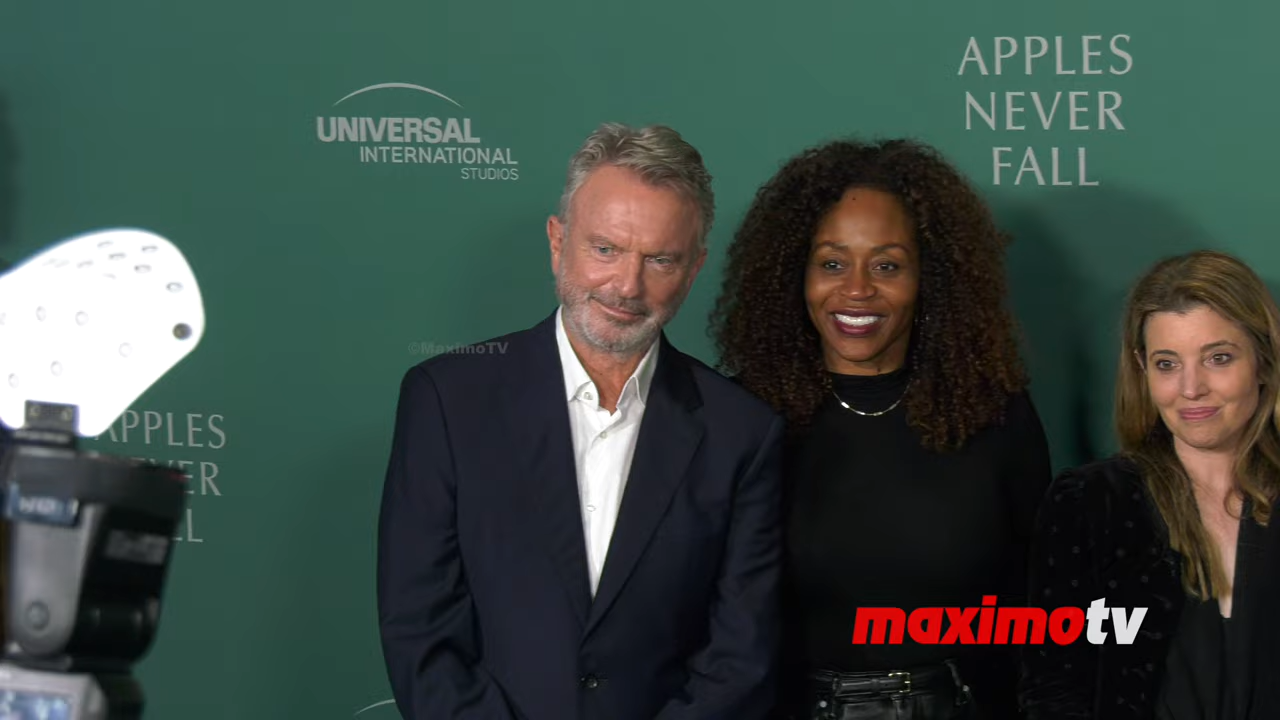 APPLES
NEVER
FALL
UNIVERSAL
INTERNATIONAL
STUDIOS
©MaximoTV
APPLES
maximotv